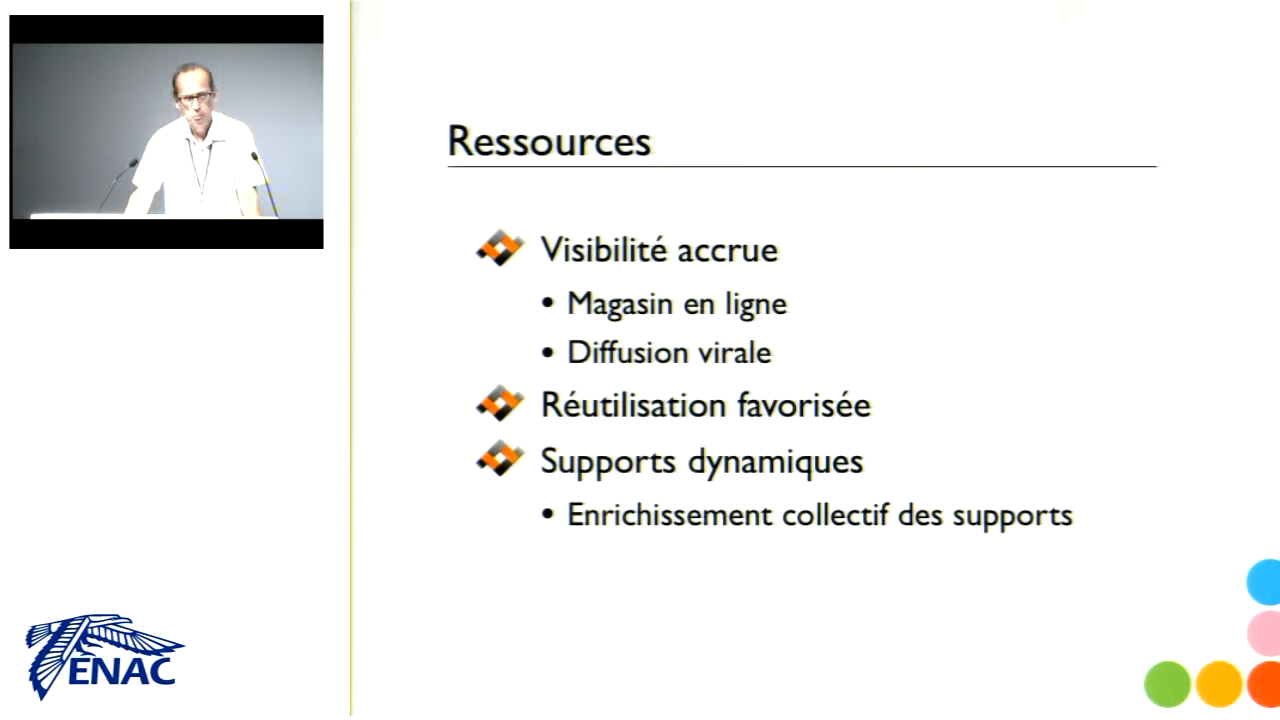 Ressources
Visibilité accrue
• Magasin en ligne
• Diffusion virale
Réutilisation favorisée
Supports dynamiques
• Enrichissement collectif des supports
ENAC